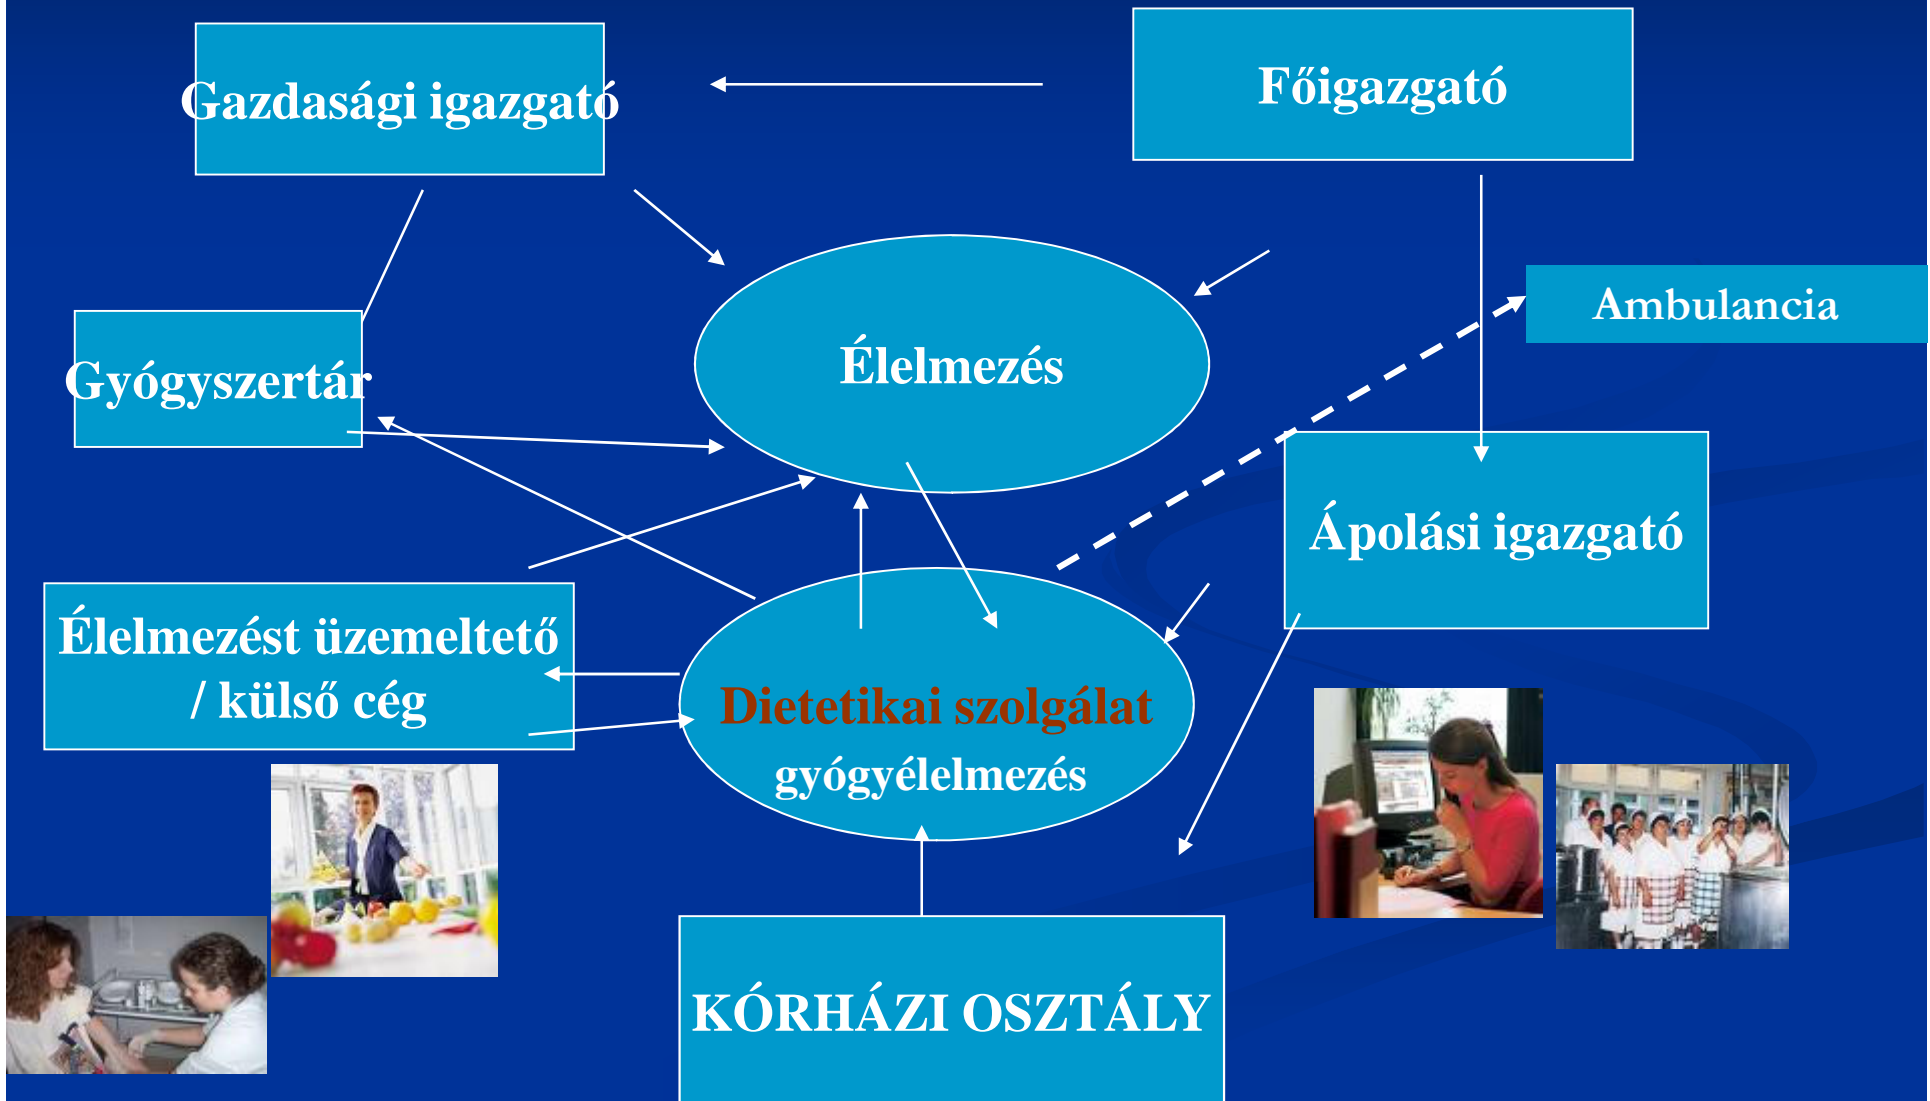 Gazdasági igazgató
Főigazgató
Ambulancia
Élelmezés
Gyógyszertár
Ápolási igazgató
Élelmezést üzemeltető
/ külső cég
Dietetikai szolgálat
gyógyélelmezés
KÓRHÁZI OSZTÁLY